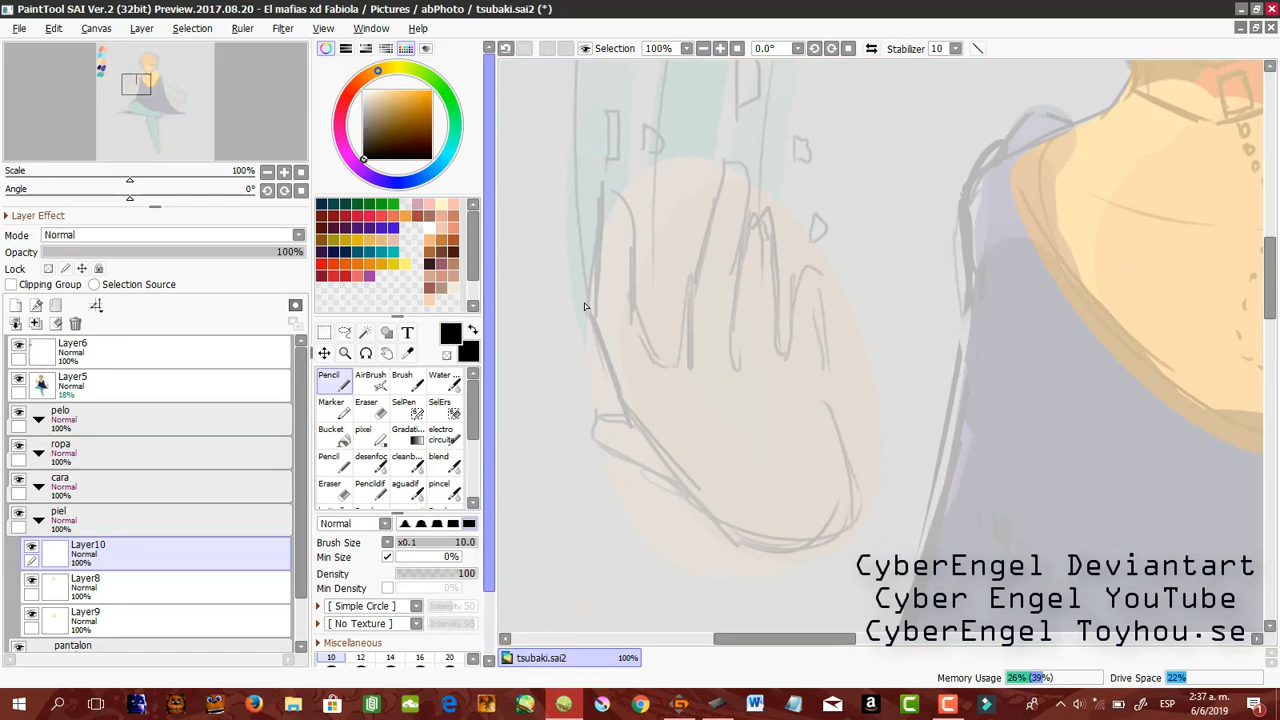 PaintTool SAI Ver.2 (32bit) Preview.2017.08.20 - El mafias xd Fabiola / Pictures / abPhoto / tsubaki.sai2 (*)
File Edit Canvas Layer Selection Filter View Window Help
Selection 100% 0.0° Stabilizer 10
Scale 100%
Angle 0°
Layer Effect
Mode Normal
Opacity 100%
Lock
Clipping Group Selection Source
Layer6
Normal
100%
Layer5
Normal
18%
pelo
Normal
100%
ropa
Normal
100%
cara
Normal
100%
piel
Normal
100%
Layer10
Normal
100%
Layer8
Normal
100%
Layer9
Normal
100%
pantalon
T
Pencil AirBrush Brush Water ...
Marker Eraser SelPen SelErs
Bucket pixel Gradati... electro circuite
Pencil desenfoc cleanb... blend
Eraser Pencildif aguadif pincel
Normal
Brush Size x0.1 10.0
Min Size 0%
Density 100
Min Density 0%
[ Simple Circle ] Intensity 50
[ No Texture ] Intensity 95
Miscellaneous
10 12 14 16 20
CyberEngel Deviantart
Cyber Engel YouTube
CyberEngel Toyhou.se
tsubaki.sai2 100%
Memory Usage 26% (39%) Drive Space 22%
ESP
2:37 a. m.
6/6/2019